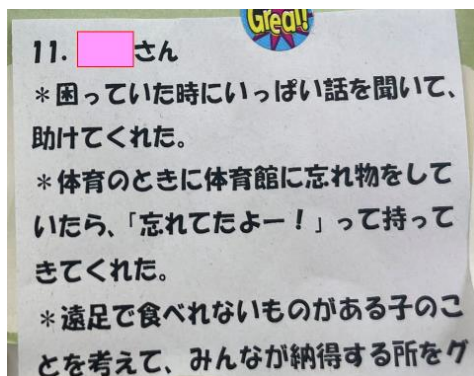 Great!
11. さん
＊困っていた時にいっぱい話を聞いて、
助けてくれた。
＊体育のときに体育館に忘れ物をして
いたら、「忘れてたよー！」って持って
きてくれた。
＊遠足で食べれないものがある子のこ
とを考えて、みんなが納得する所をグ